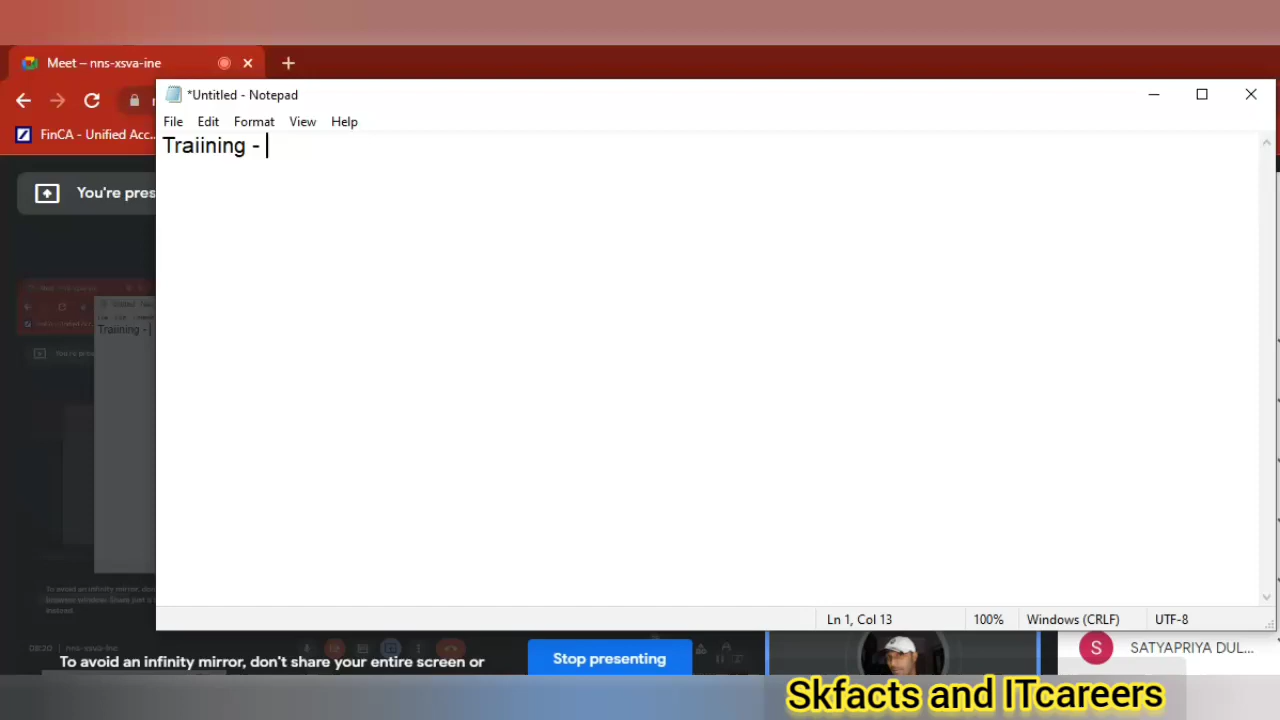 Meet – nns-xsva-ine
*Untitled - Notepad
FinCA - Unified Acc...
File Edit Format View Help
Traiining -
You're pres
Traiining -
Ln 1, Col 13
100%
Windows (CRLF)
UTF-8
To avoid an infinity mirror, don't share your entire screen or
Stop presenting
S
SATYAPRIYA DUL...
Skfacts and ITcareers